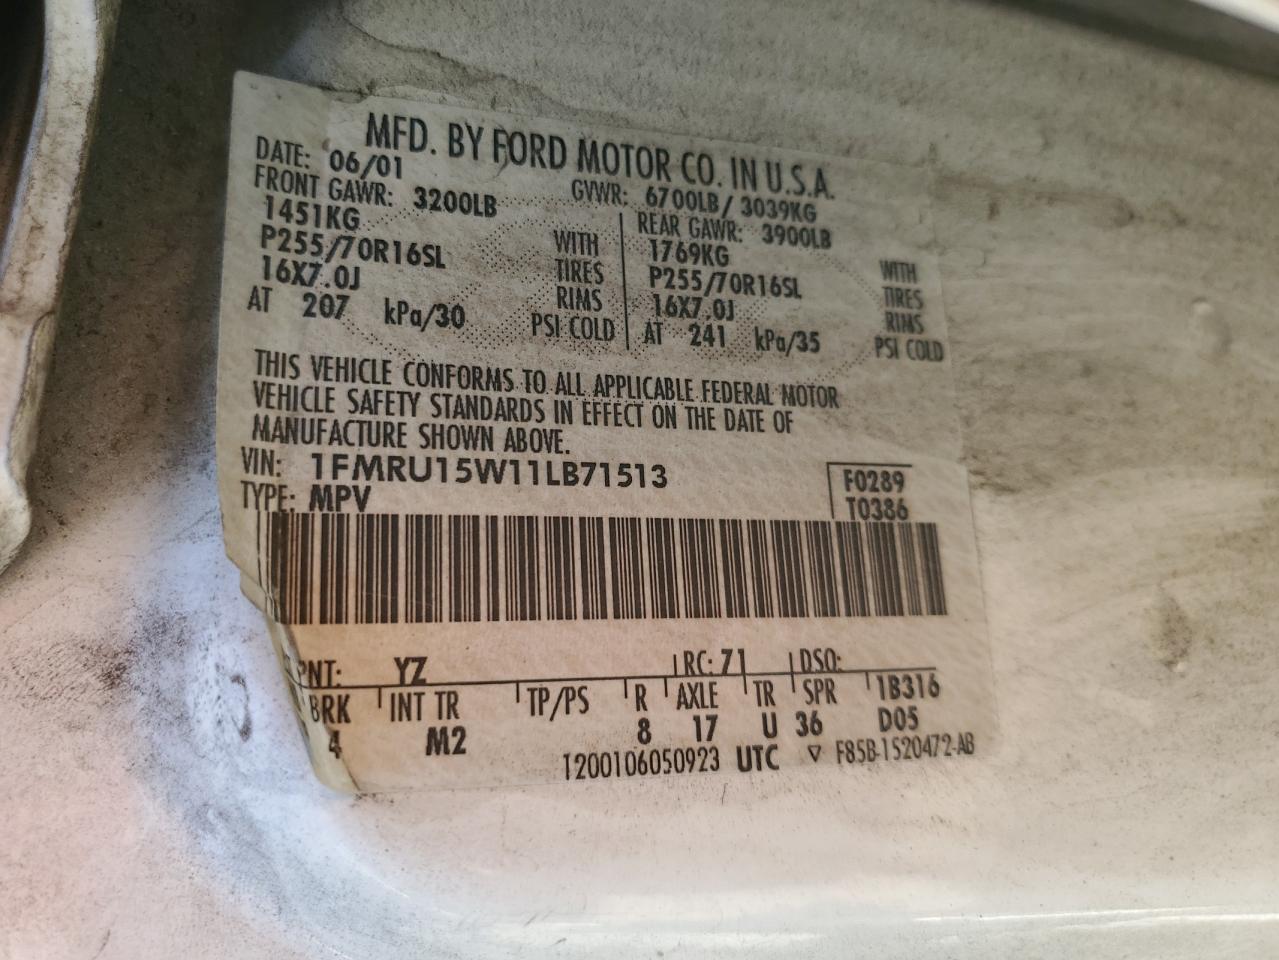 MFD. BY FORD MOTOR CO. IN U.S.A.
DATE: 06/01 GVWR: 6700LB/ 3039KG
FRONT GAWR: 3200LB REAR GAWR: 3900LB
1451KG WITH 1769KG WITH
P255/70R16SL TIRES P255/70R16SL TIRES
16X7.0J RIMS 16X7.0J RIMS
AT 207 kPa/30 PSI COLD AT 241 kPa/35 PSI COLD
THIS VEHICLE CONFORMS TO ALL APPLICABLE FEDERAL MOTOR
VEHICLE SAFETY STANDARDS IN EFFECT ON THE DATE OF
MANUFACTURE SHOWN ABOVE.
VIN: 1FMRU15W11LB71513 F0289
TYPE: MPV T0386
PNT: YZ RC: 71 DSO:
BRK INT TR TP/PS R AXLE TR SPR 1B316
4 M2 8 17 U 36 D05
T200106050923 UTC ▽ F85B-1520472-AB